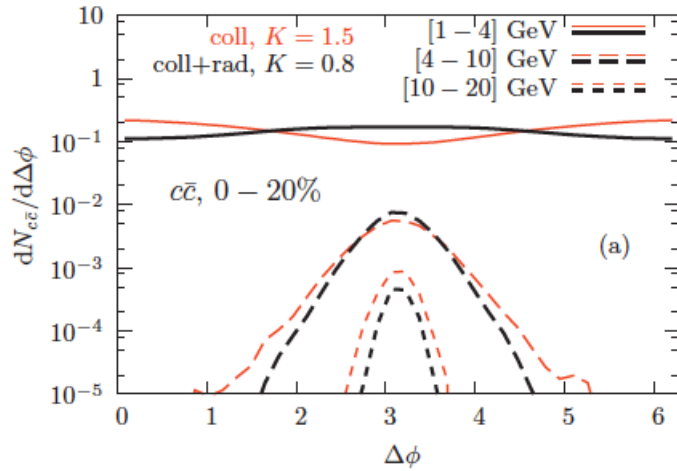 coll, K = 1.5
coll+rad, K = 0.8
[1 − 4] GeV
[4 − 10] GeV
[10 − 20] GeV
10
1
10⁻¹
10⁻²
10⁻³
10⁻⁴
10⁻⁵
dN_{cc̄}/dΔϕ
cc̄, 0 − 20%
(a)
0 1 2 3 4 5 6
Δϕ